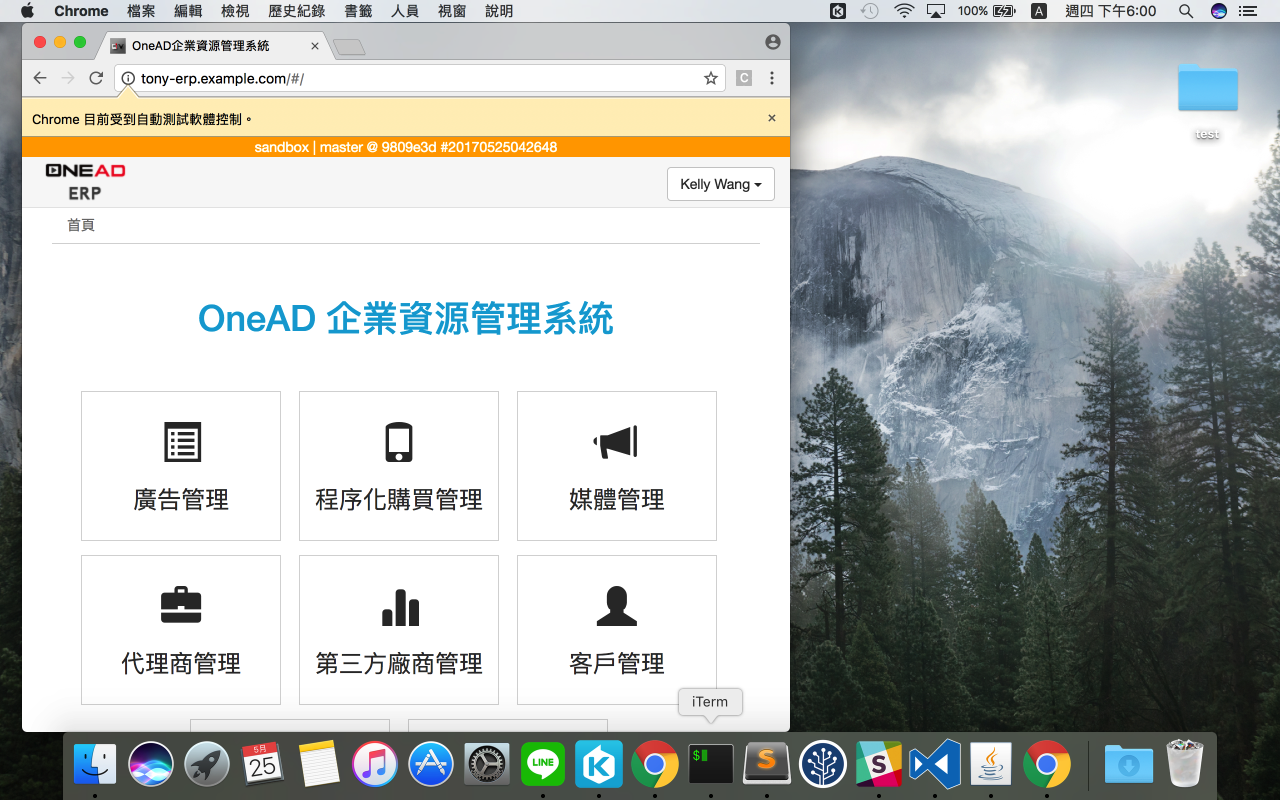 Chrome 檔案 編輯 檢視 歷史紀錄 書籤 人員 視窗 說明 100% A 週四 下午6:00
OneAD企業資源管理系統
tony-erp.example.com/#/
C
Chrome 目前受到自動測試軟體控制。
sandbox | master @ 9809e3d #20170525042648
ONEAD
ERP
Kelly Wang
首頁
OneAD 企業資源管理系統
廣告管理 程序化購買管理 媒體管理
代理商管理 第三方廠商管理 客戶管理
test
iTerm
5月
25
LINE
$
S
S